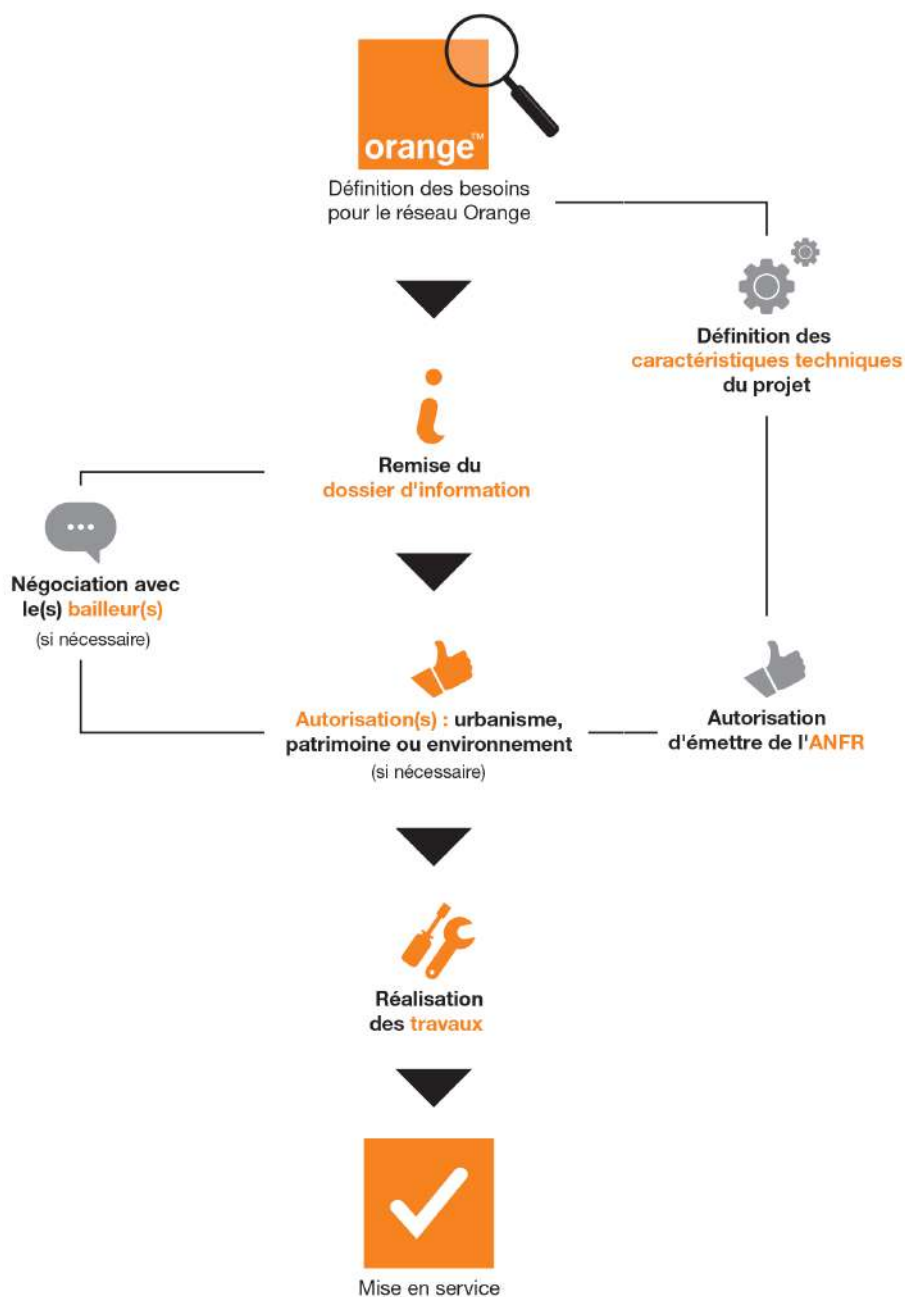 orange™
Définition des besoins
pour le réseau Orange
Définition des
caractéristiques techniques
du projet
Remise du
dossier d'information
Négociation avec
le(s) bailleur(s)
(si nécessaire)
Autorisation(s) : urbanisme,
patrimoine ou environnement
(si nécessaire)
Autorisation
d'émettre de l'ANFR
Réalisation
des travaux
Mise en service